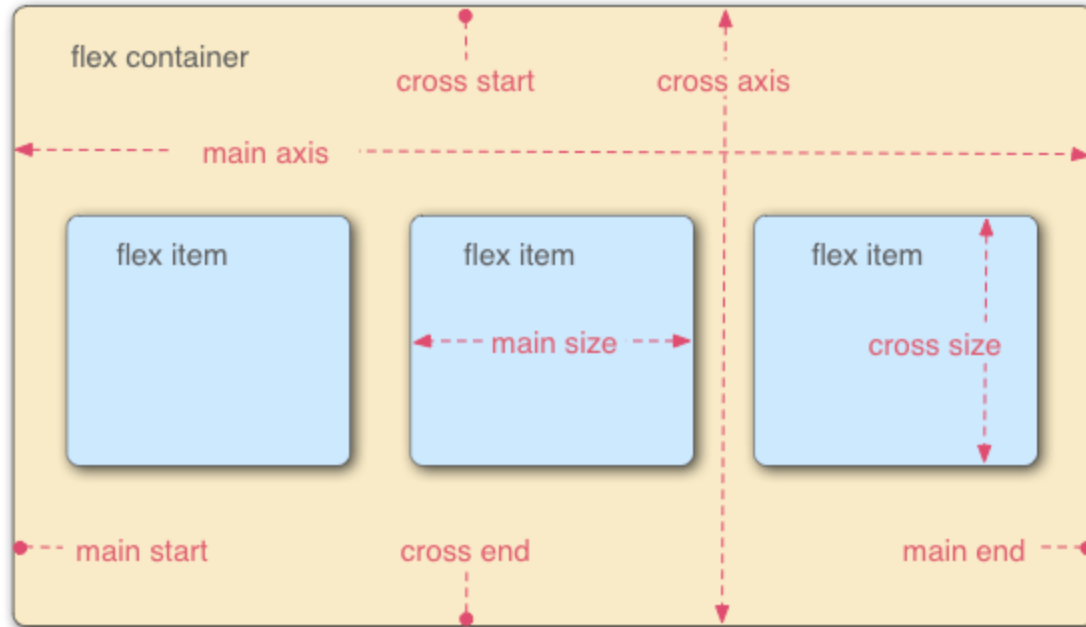 flex container
cross start
cross axis
main axis
flex item
flex item
flex item
main size
cross size
main start
cross end
main end